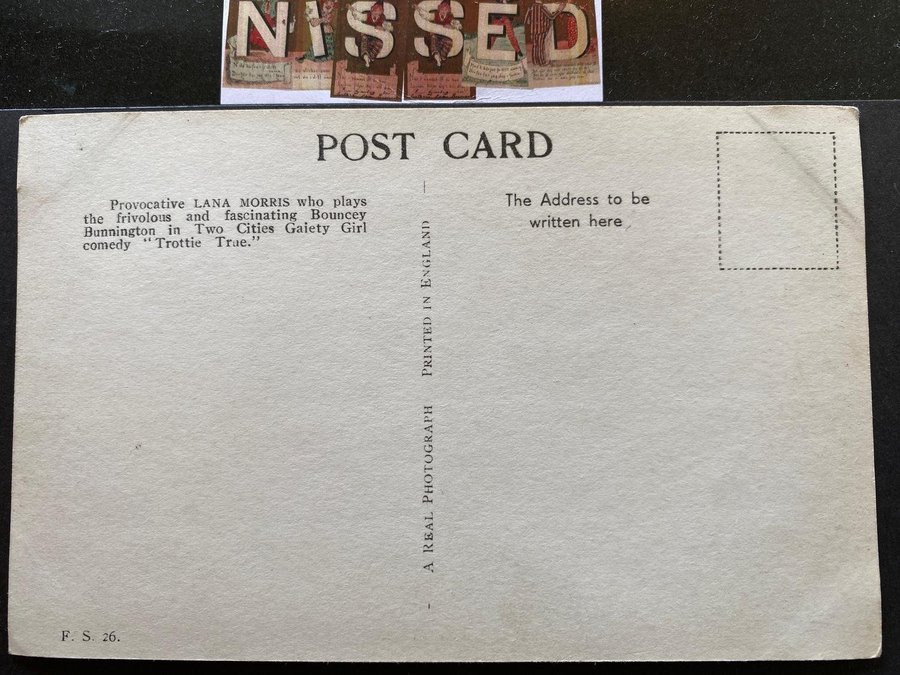 NISSED
POST CARD
Provocative LANA MORRIS who plays
the frivolous and fascinating Bouncey
Bunnington in Two Cities Gaiety Girl
comedy "Trottie True."
The Address to be
written here
A REAL PHOTOGRAPH PRINTED IN ENGLAND
F. S. 26.